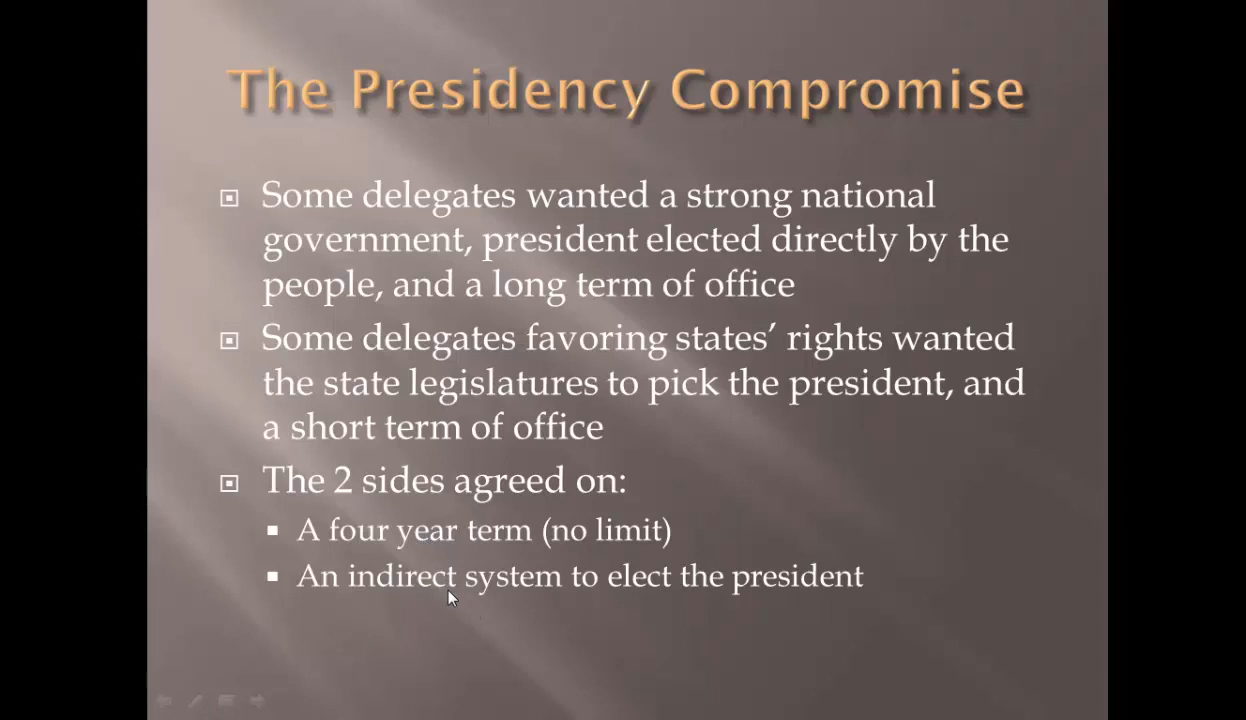 The Presidency Compromise
Some delegates wanted a strong national
government, president elected directly by the
people, and a long term of office
Some delegates favoring states’ rights wanted
the state legislatures to pick the president, and
a short term of office
The 2 sides agreed on:
A four year term (no limit)
An indirect system to elect the president